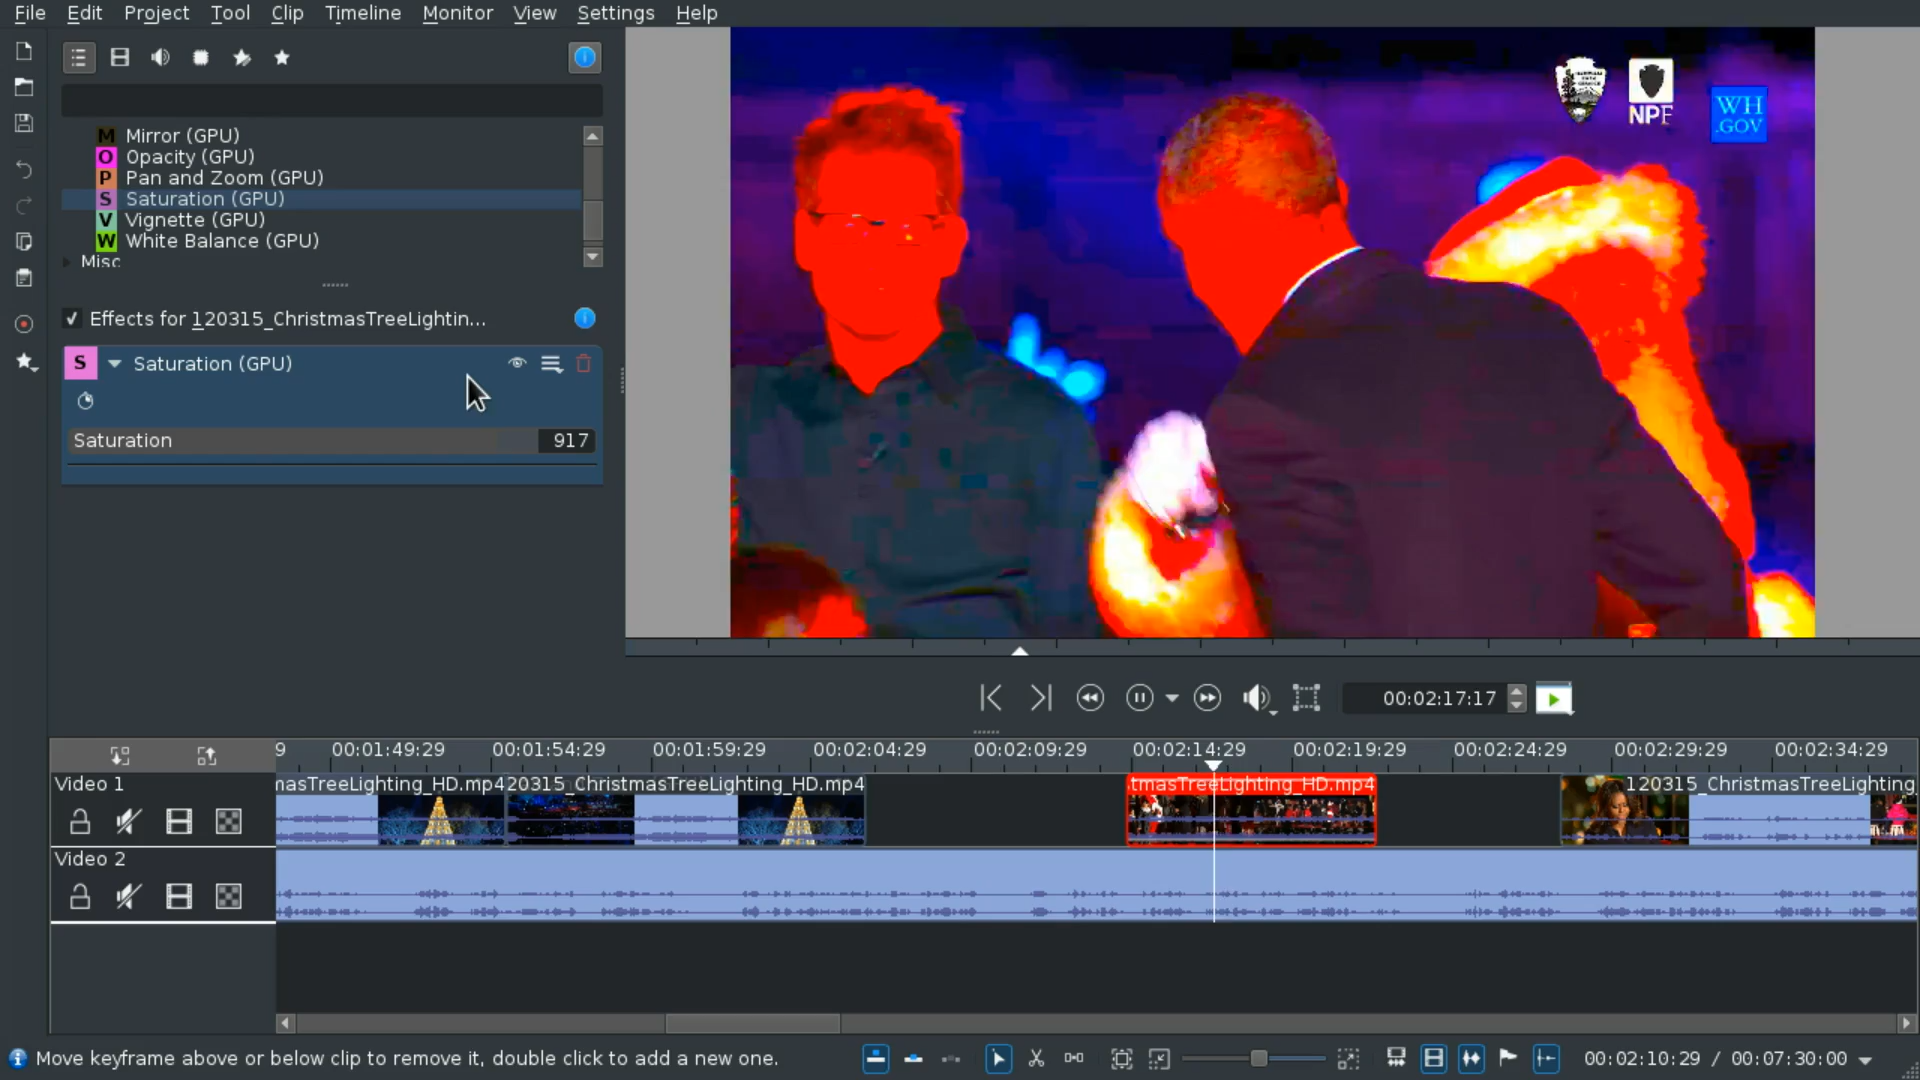 File Edit Project Tool Clip Timeline Monitor View Settings Help
M Mirror (GPU)
O Opacity (GPU)
P Pan and Zoom (GPU)
S Saturation (GPU)
V Vignette (GPU)
W White Balance (GPU)
Misc
Effects for 120315_ChristmasTreeLightin...
S Saturation (GPU)
Saturation 917
NPF
WH
.GOV
00:02:17:17
9 00:01:49:29 00:01:54:29 00:01:59:29 00:02:04:29 00:02:09:29 00:02:14:29 00:02:19:29 00:02:24:29 00:02:29:29 00:02:34:29
Video 1
masTreeLighting_HD.mp4 20315_ChristmasTreeLighting_HD.mp4 tmasTreeLighting_HD.mp4 120315_ChristmasTreeLighting
Video 2
Move keyframe above or below clip to remove it, double click to add a new one.
00:02:10:29 / 00:07:30:00